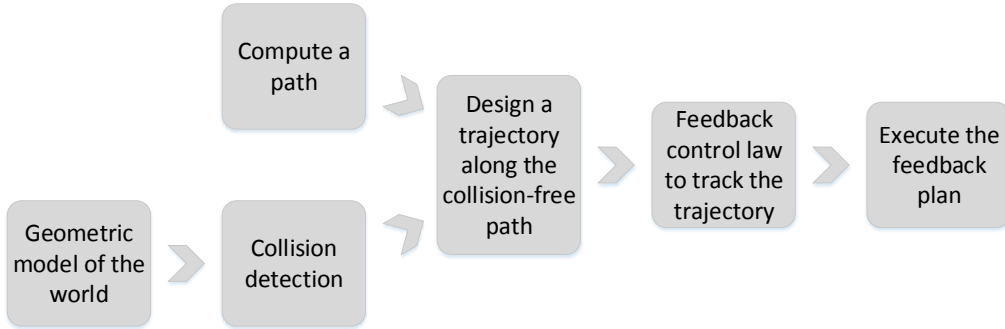 Compute a
path
Geometric
model of the
world
Collision
detection
Design a
trajectory
along the
collision-free
path
Feedback
control law
to track the
trajectory
Execute the
feedback
plan